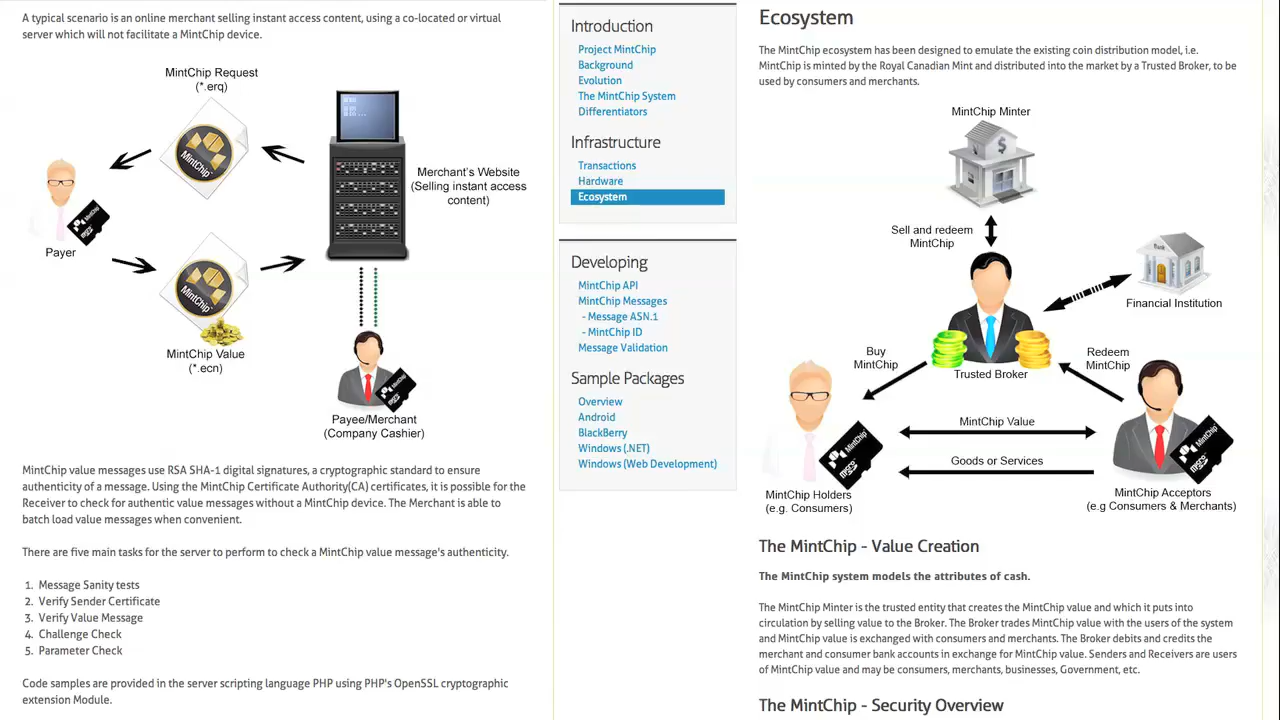 A typical scenario is an online merchant selling instant access content, using a co-located or virtual
server which will not facilitate a MintChip device.
MintChip Request
(*.erq)
MintChip
Merchant's Website
(Selling instant access
content)
MintChip
Payer
MintChip
MintChip Value
(*.ecn)
MintChip
Payee/Merchant
(Company Cashier)
MintChip value messages use RSA SHA-1 digital signatures, a cryptographic standard to ensure
authenticity of a message. Using the MintChip Certificate Authority(CA) certificates, it is possible for the
Receiver to check for authentic value messages without a MintChip device. The Merchant is able to
batch load value messages when convenient.
There are five main tasks for the server to perform to check a MintChip value message's authenticity.
1. Message Sanity tests
2. Verify Sender Certificate
3. Verify Value Message
4. Challenge Check
5. Parameter Check
Code samples are provided in the server scripting language PHP using PHP's OpenSSL cryptographic
extension Module.
Introduction
Project MintChip
Background
Evolution
The MintChip System
Differentiators
Infrastructure
Transactions
Hardware
Ecosystem
Developing
MintChip API
MintChip Messages
- Message ASN.1
- MintChip ID
Message Validation
Sample Packages
Overview
Android
BlackBerry
Windows (.NET)
Windows (Web Development)
Ecosystem
The MintChip ecosystem has been designed to emulate the existing coin distribution model, i.e.
MintChip is minted by the Royal Canadian Mint and distributed into the market by a Trusted Broker, to be
used by consumers and merchants.
MintChip Minter
$
Sell and redeem
MintChip
Bank
Financial Institution
Buy
MintChip
Trusted Broker
Redeem
MintChip
MintChip Value
Goods or Services
MintChip
MintChip
MintChip Holders
(e.g. Consumers)
MintChip Acceptors
(e.g Consumers & Merchants)
The MintChip - Value Creation
The MintChip system models the attributes of cash.
The MintChip Minter is the trusted entity that creates the MintChip value and which it puts into
circulation by selling value to the Broker. The Broker trades MintChip value with the users of the system
and MintChip value is exchanged with consumers and merchants. The Broker debits and credits the
merchant and consumer bank accounts in exchange for MintChip value. Senders and Receivers are users
of MintChip value and may be consumers, merchants, businesses, Government, etc.
The MintChip - Security Overview